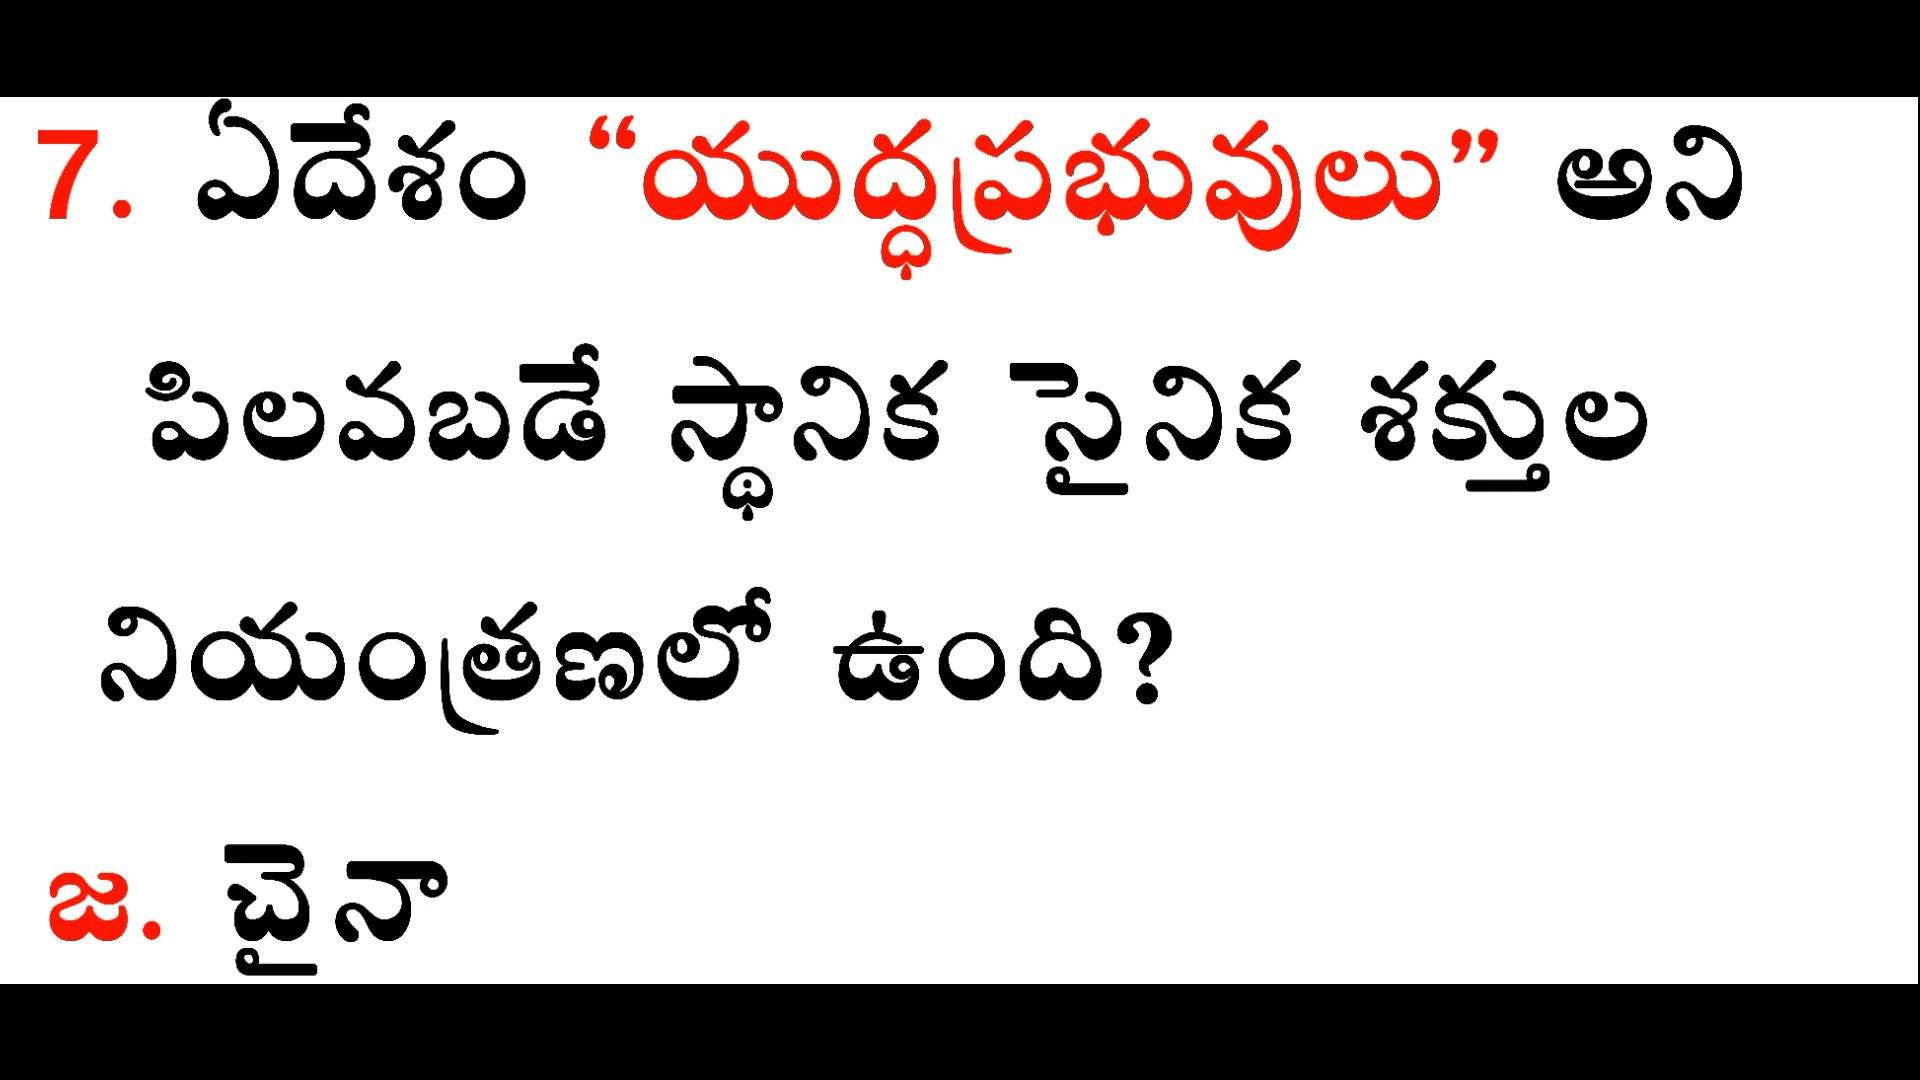 7. ఏదేశం “యుద్ధప్రభువులు” అని
పిలవబడే స్థానిక సైనిక శక్తుల
నియంత్రణలో ఉంది?
జ. చైనా